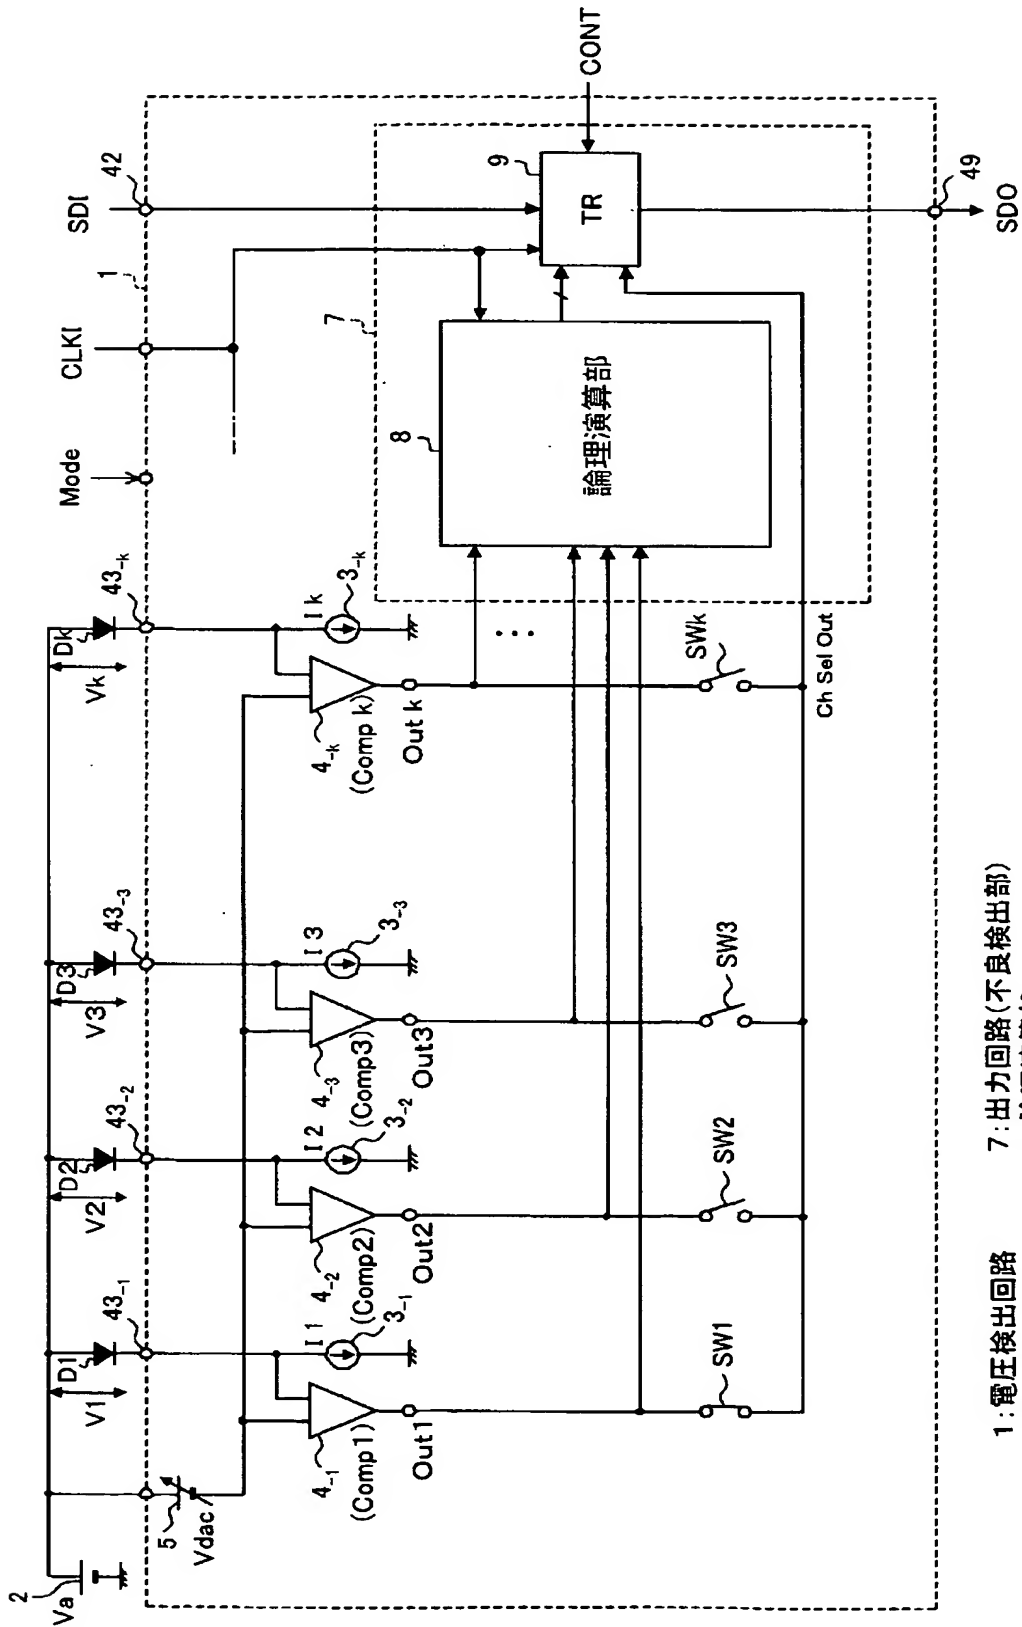 2
Va
5
Vdac
V1
D1
43-1
V2
D2
43-2
V3
D3
43-3
Vk
Dk
43-k
Mode
CLKI
1
SDI
42
I1
3-1
4-1
(Comp1)
Out1
I2
3-2
4-2
(Comp2)
Out2
I3
3-3
4-3
(Comp3)
Out3
Ik
3-k
4-k
(Comp k)
Out k
...
7
8
論理演算部
9
TR
CONT
SW1
SW2
SW3
SWk
Ch Sel Out
49
SDO
1:電圧検出回路
7:出力回路(不良検出部)